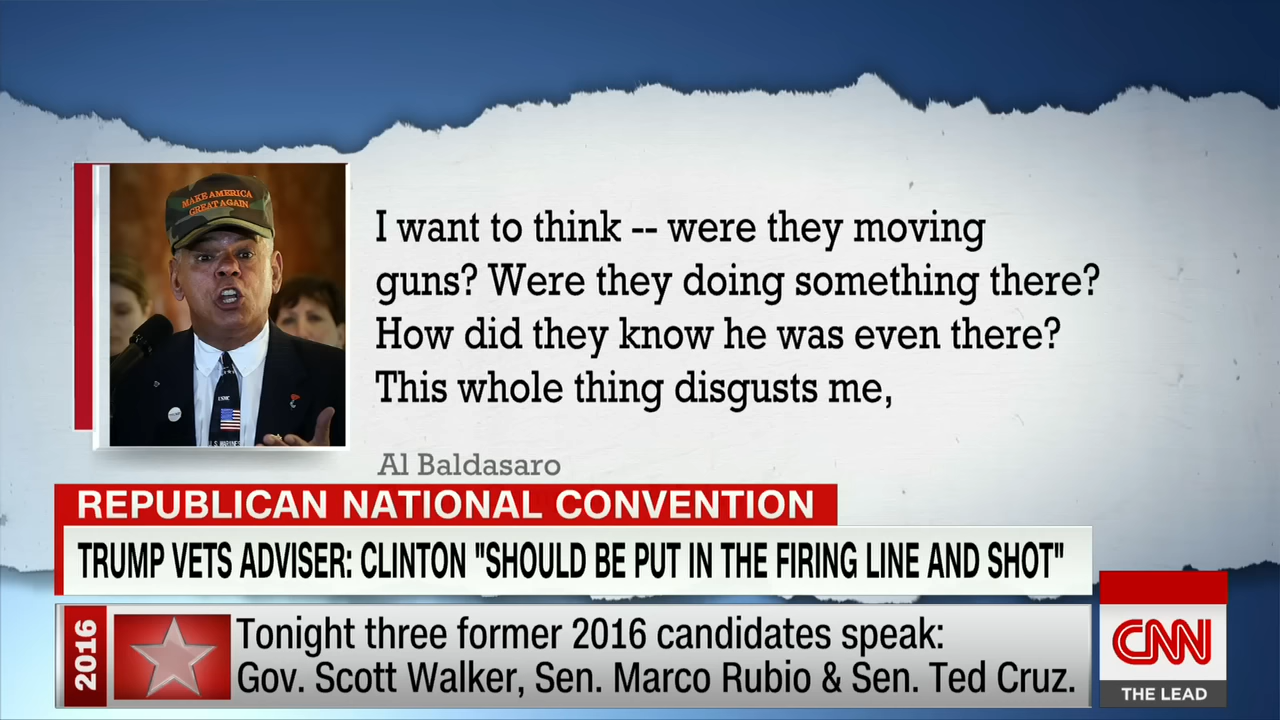 MAKE AMERICA
GREAT AGAIN
I want to think -- were they moving
guns? Were they doing something there?
How did they know he was even there?
This whole thing disgusts me,
Al Baldasaro
REPUBLICAN NATIONAL CONVENTION
TRUMP VETS ADVISER: CLINTON "SHOULD BE PUT IN THE FIRING LINE AND SHOT"
2016
Tonight three former 2016 candidates speak:
Gov. Scott Walker, Sen. Marco Rubio & Sen. Ted Cruz.
CNN
THE LEAD